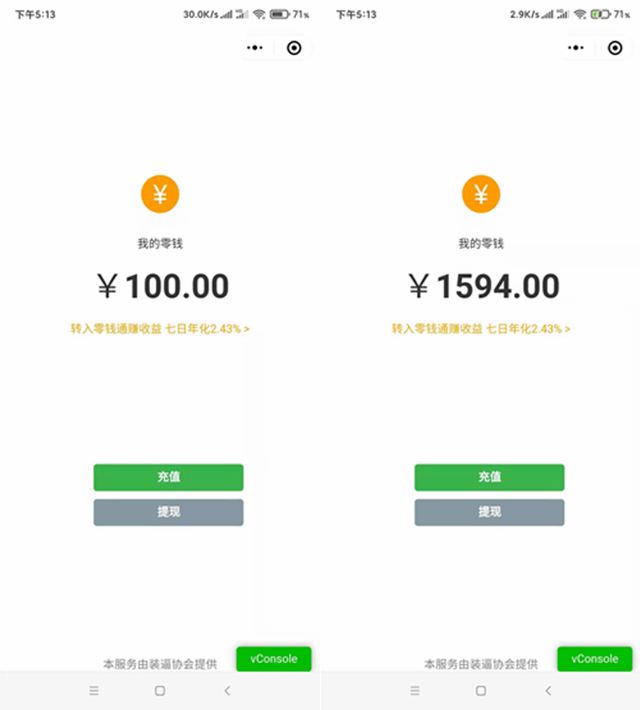 下午5:13
30.0K/s
71%
¥
我的零钱
¥100.00
转入零钱通赚收益 七日年化2.43% >
充值
提现
本服务由装逼协会提供
vConsole
下午5:13
2.9K/s
71%
¥
我的零钱
¥1594.00
转入零钱通赚收益 七日年化2.43% >
充值
提现
本服务由装逼协会提供
vConsole